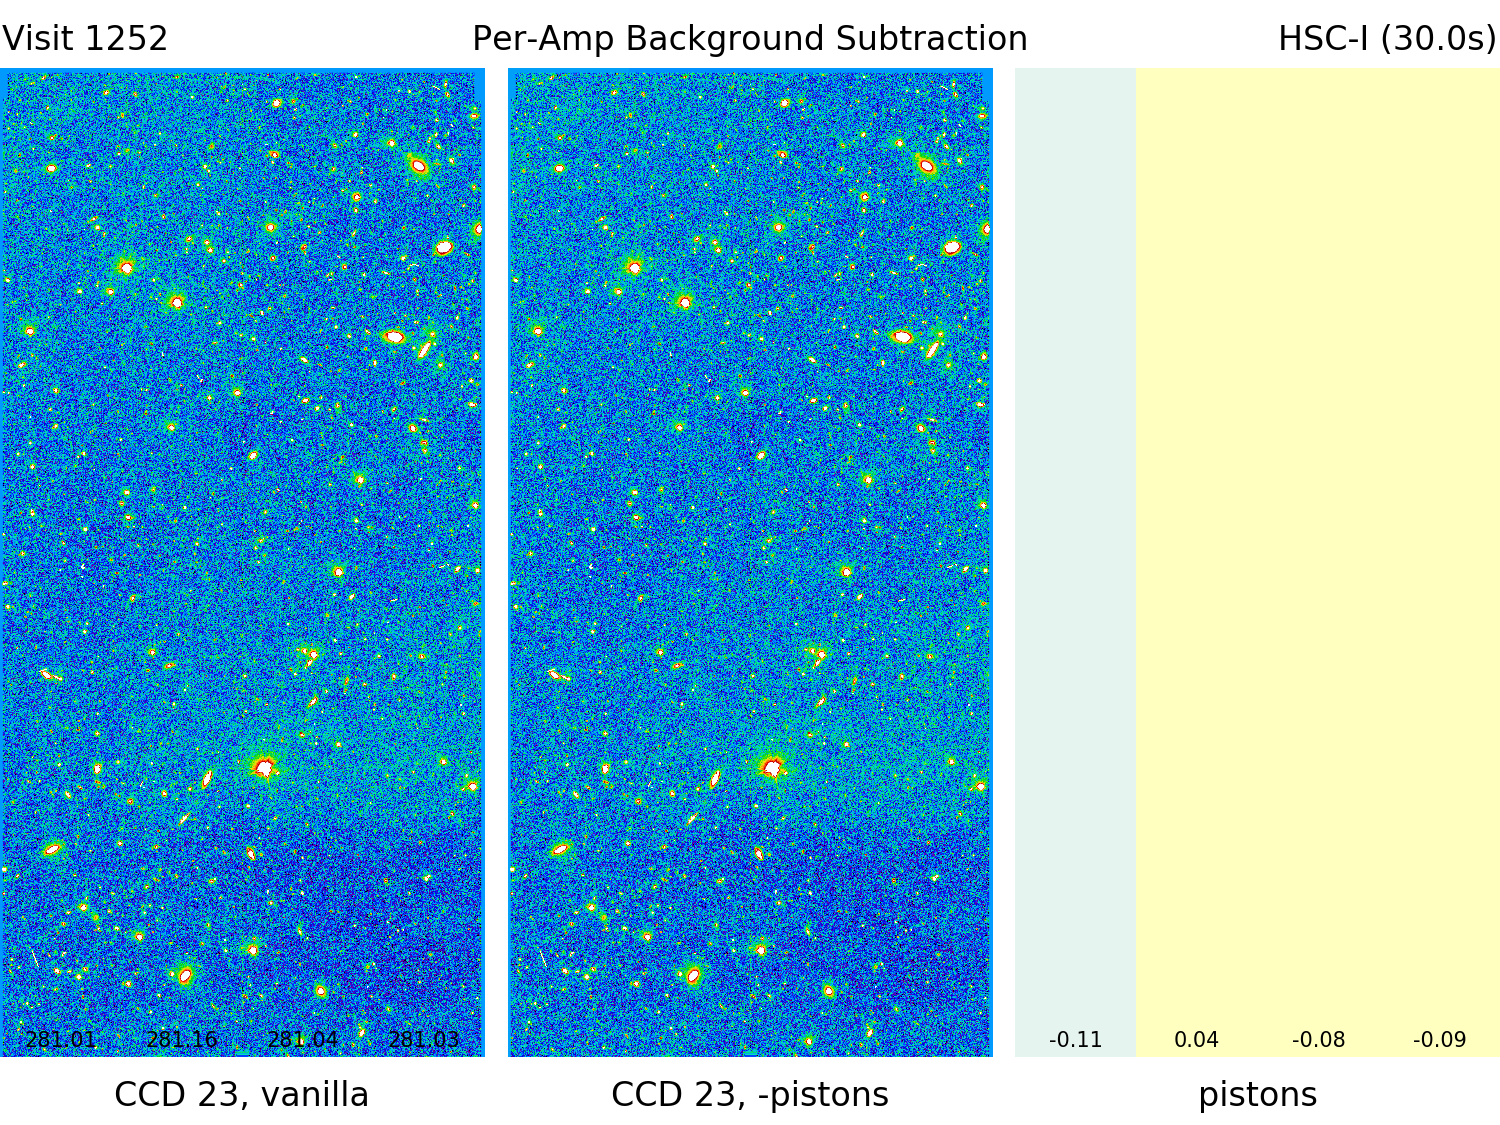 Visit 1252 Per-Amp Background Subtraction HSC-I (30.0s)
281.01 281.16 281.04 281.03 -0.11 0.04 -0.08 -0.09
CCD 23, vanilla CCD 23, -pistons pistons